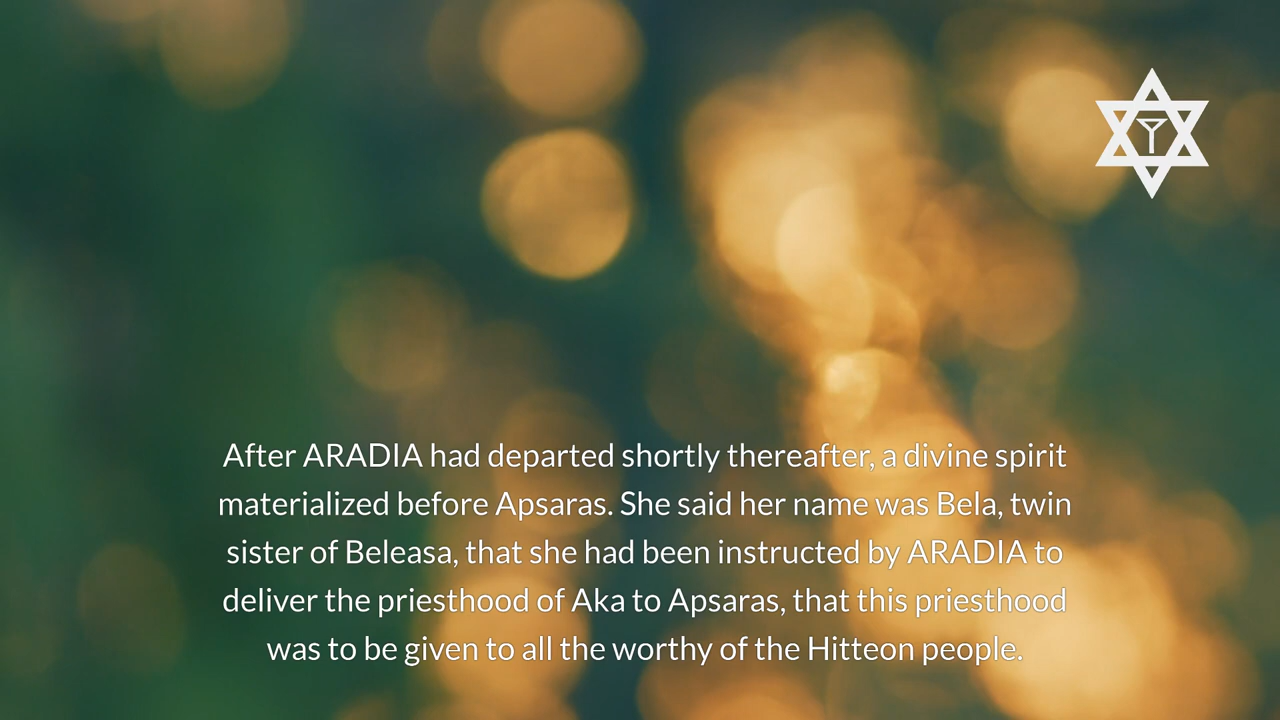 After ARADIA had departed shortly thereafter, a divine spirit
materialized before Apsaras. She said her name was Bela, twin
sister of Beleasa, that she had been instructed by ARADIA to
deliver the priesthood of Aka to Apsaras, that this priesthood
was to be given to all the worthy of the Hitteon people.